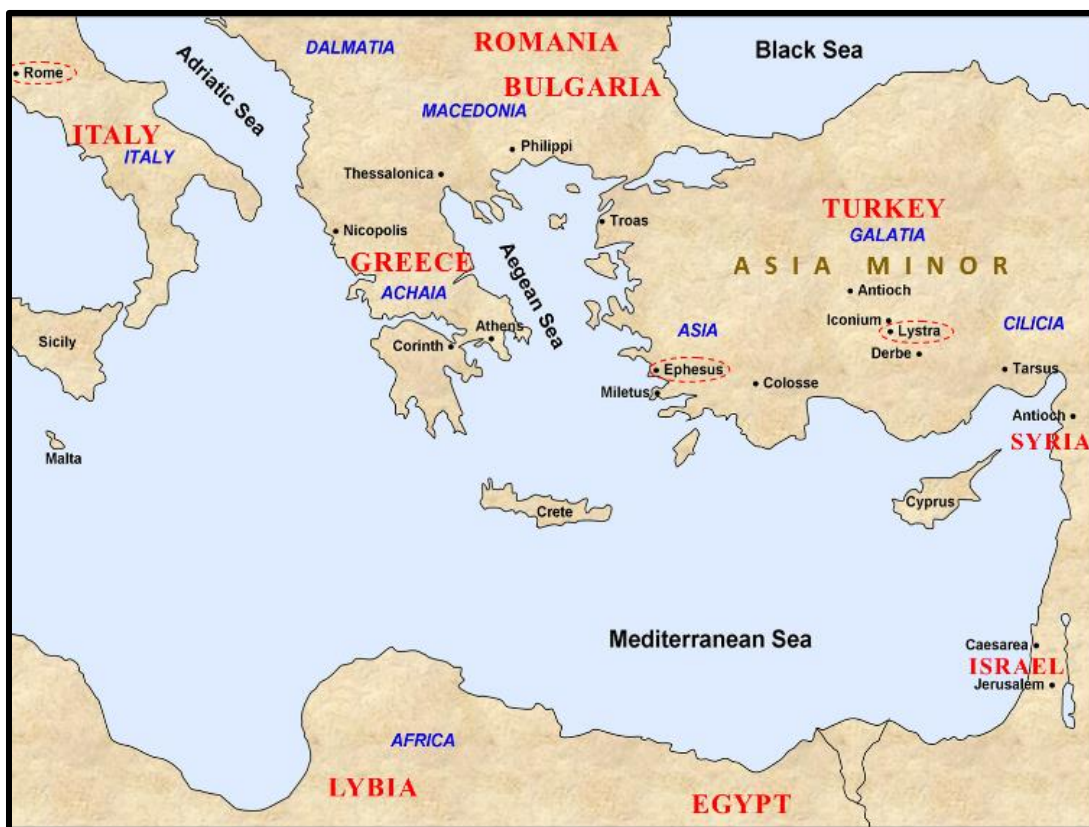 ROMANIA
DALMATIA
Black Sea
Adriatic Sea
Rome
BULGARIA
MACEDONIA
ITALY
ITALY
Philippi
Thessalonica
TURKEY
Troas
Nicopolis
GALATIA
GREECE
Aegean Sea
ASIA MINOR
ACHAIA
Antioch
Iconium
Lystra
CILICIA
ASIA
Athens
Sicily
Corinth
Derbe
Ephesus
Tarsus
Colosse
Miletus
Antioch
SYRIA
Malta
Cyprus
Crete
Mediterranean Sea
Caesarea
ISRAEL
Jerusalem
AFRICA
LYBIA
EGYPT